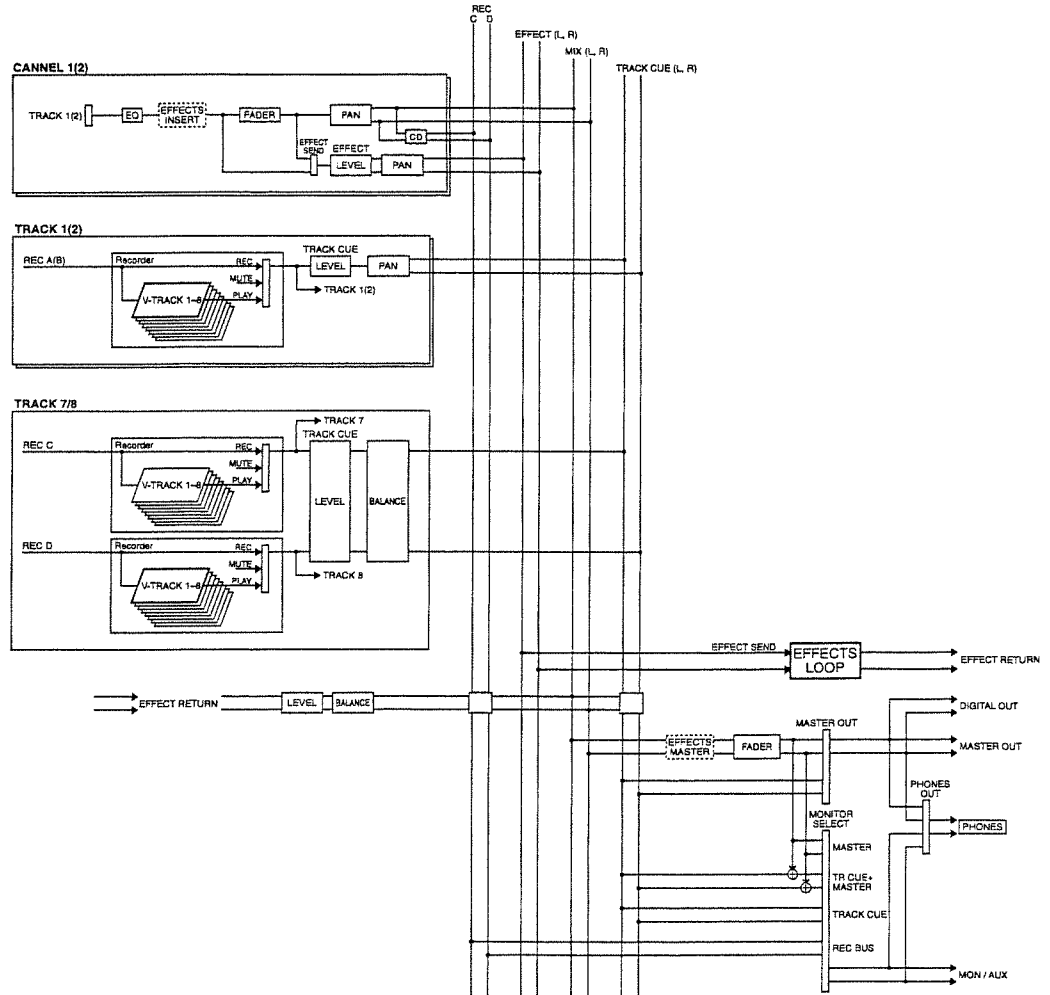 REC
C D
EFFECT (L, R)
MIX (L, R)
TRACK CUE (L, R)
CANNEL 1(2)
TRACK 1(2)
EQ
EFFECTS
INSERT
FADER
PAN
CD
EFFECT
SEND
EFFECT
LEVEL
PAN
TRACK 1(2)
REC A(B)
Recorder
REC
MUTE
PLAY
V-TRACK 1–8
TRACK CUE
LEVEL
PAN
TRACK 1(2)
TRACK 7/8
TRACK 7
TRACK CUE
REC C
Recorder
REC
MUTE
PLAY
V-TRACK 1–8
LEVEL
BALANCE
REC D
Recorder
REC
MUTE
PLAY
V-TRACK 1–8
TRACK 8
EFFECT SEND
EFFECTS
LOOP
EFFECT RETURN
EFFECT RETURN
LEVEL
BALANCE
DIGITAL OUT
MASTER OUT
EFFECTS
MASTER
FADER
MASTER OUT
PHONES
OUT
PHONES
MONITOR
SELECT
MASTER
TR CUE+
MASTER
TRACK CUE
REC BUS
MON / AUX